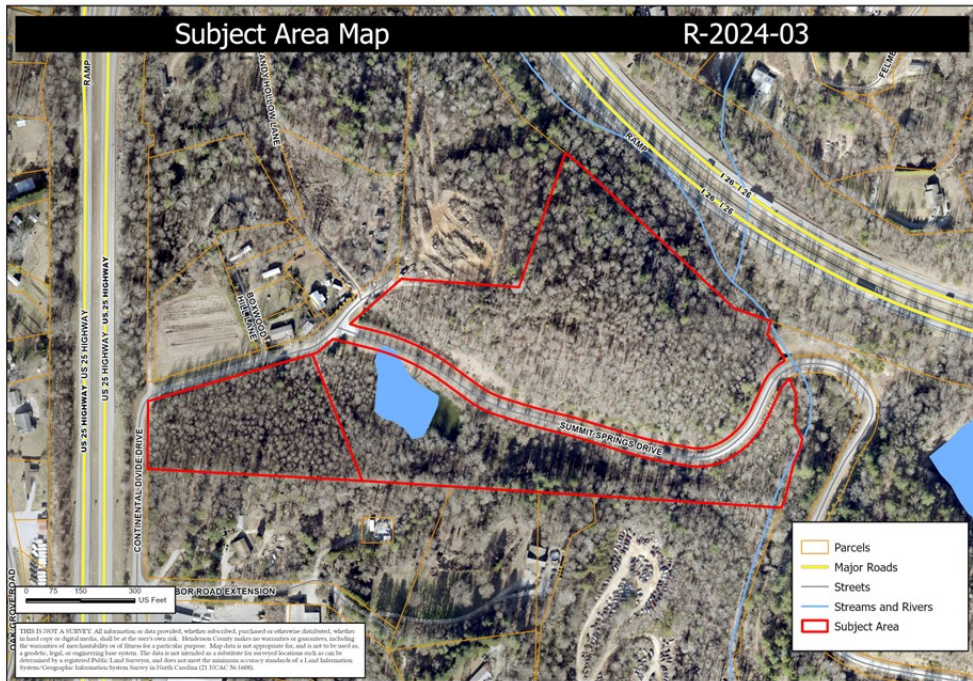 Subject Area Map
R-2024-03
RAMP
ANDY HOLLOW LANE
FELME
RAMP
I 26 I 26
I 26 I 26
BOXWOOD
HILL LANE
US 25 HIGHWAY
US 25 HIGHWAY
US 25 HIGHWAY
US 25 HIGHWAY
SUMMIT SPRINGS DRIVE
CONTINENTAL DIVIDE DRIVE
BOR ROAD EXTENSION
GROVE ROAD
0 75 150 300
US Feet
Parcels
Major Roads
Streets
Streams and Rivers
Subject Area
THIS IS NOT A SURVEY. All information or data provided, whether subscribed, purchased or otherwise distributed, whether
in hard copy or digital media, shall be at the user's own risk. Henderson County makes no warranties or guarantees, including
the warranties of merchantability or of fitness for a particular purpose. Map data is not appropriate for, and is not to be used as,
a geodetic, legal, or engineering base system. The data is not intended as a substitute for surveyed locations such as can be
determined by a registered Public Land Surveyor, and does not meet the minimum accuracy standards of a Land Information
System/Geographic Information System Survey in North Carolina (21 NCAC 56.1608).